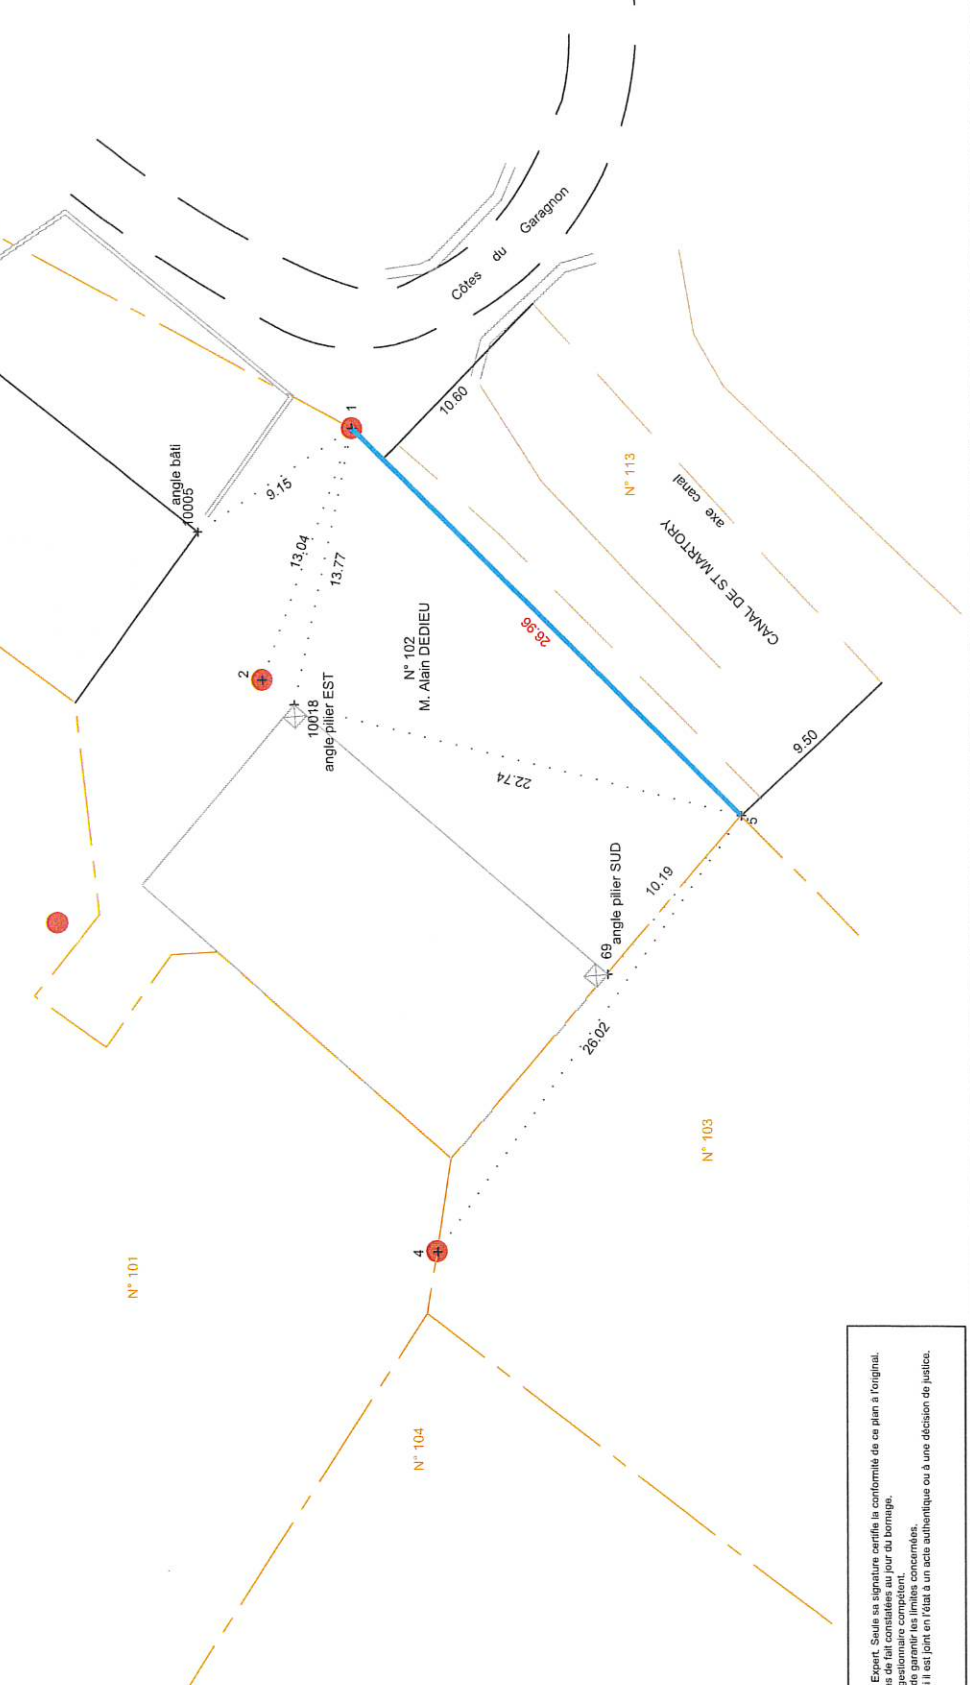 Côtes du Garagnon
1
10.60
angle bâti
10005
9.15
N° 113
axe canal
CANAL DE ST MARTORY
13.04
13.77
26.96
N° 102
M. Alain DEDIEU
2
10018
angle pilier EST
9.50
22.74
5
10.19
69
angle pilier SUD
26.02
N° 103
4
N° 101
N° 104
Expert. Seule sa signature certifie la conformité de ce plan à l'original.
s de fait constatées au jour du bornage.
gestionnaire compétent.
de garantir les limites concernées.
i il est joint en l'état à un acte authentique ou à une décision de justice.